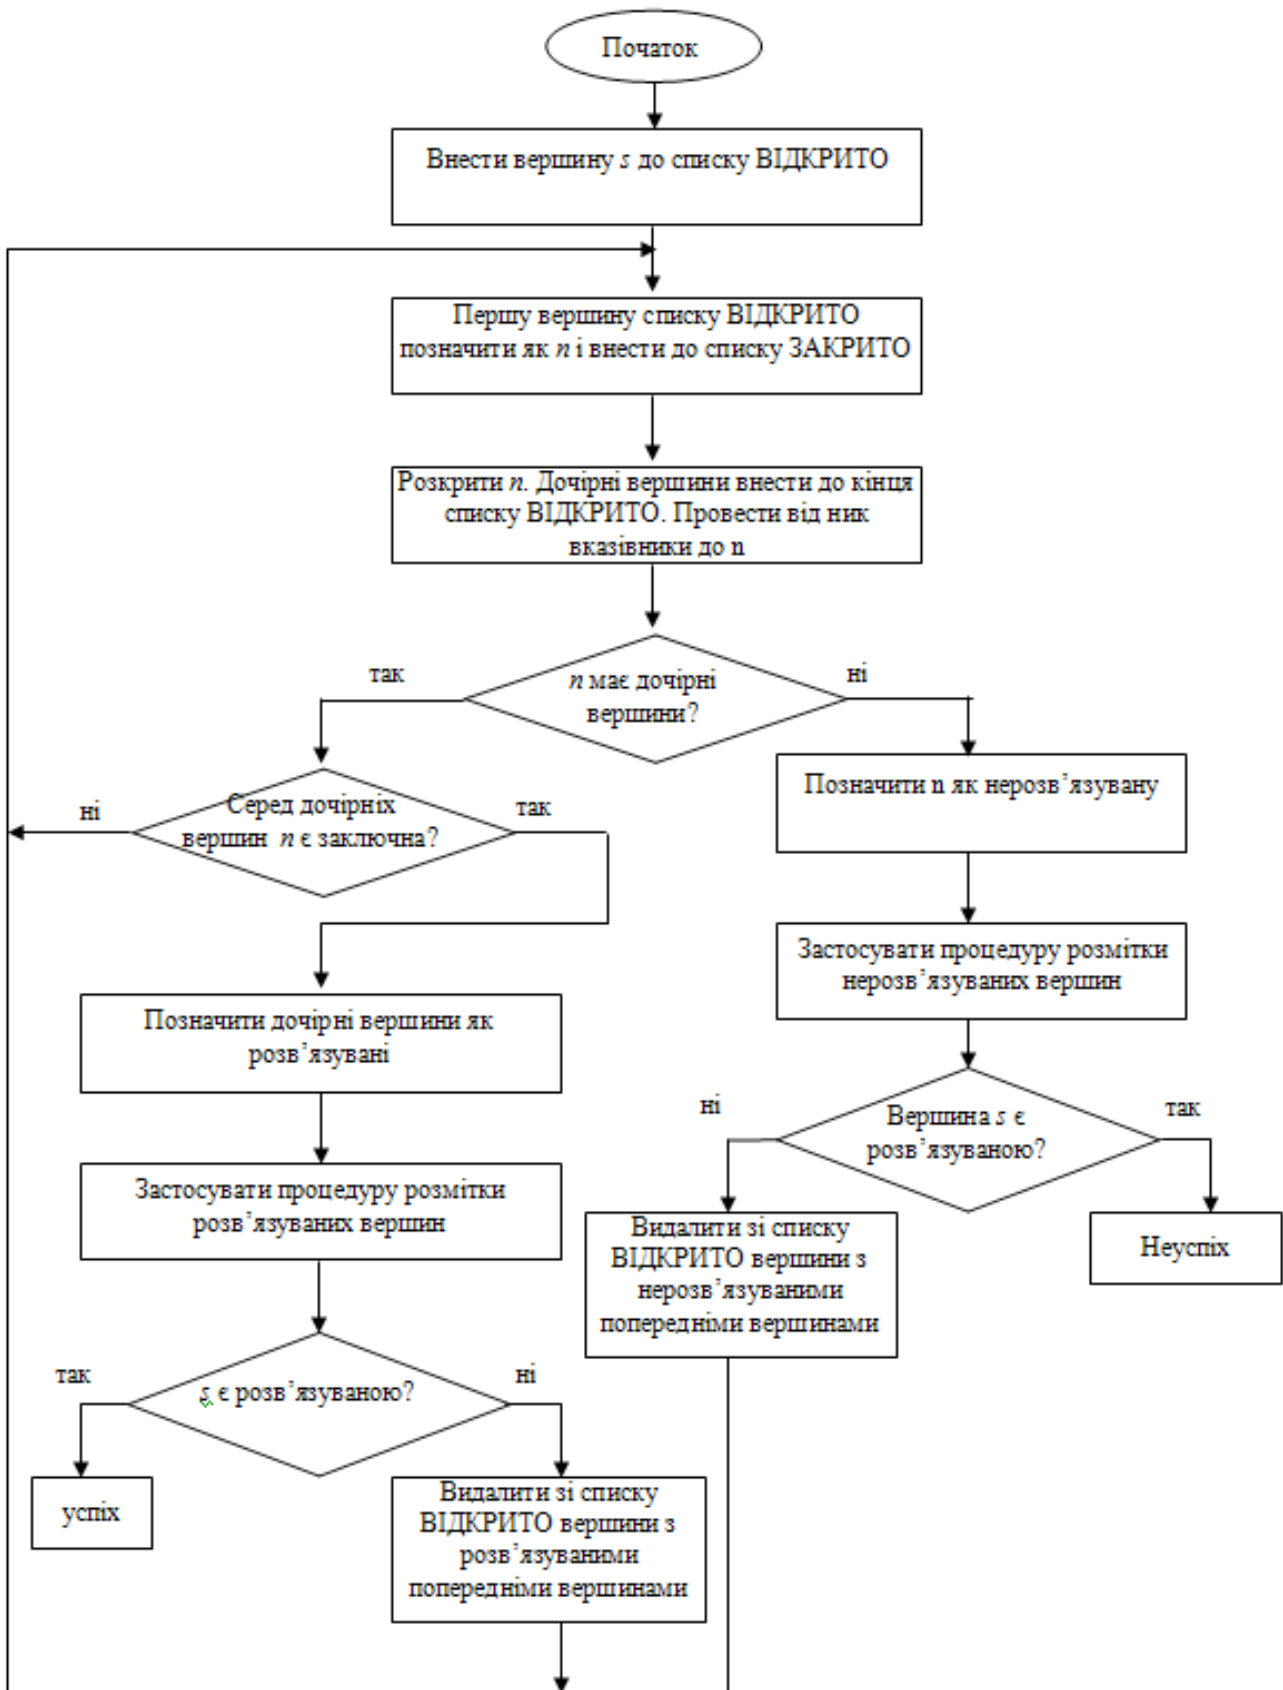 Початок
Внести вершину s до списку ВІДКРИТО
Першу вершину списку ВІДКРИТО
позначити як n і внести до списку ЗАКРИТО
Розкрити n. Дочірні вершини внести до кінця
списку ВІДКРИТО. Провести від ник
вказівники до n
n має дочірні
вершини?
так
ні
Серед дочірніх
вершин n є заключна?
ні
так
Позначити n як нерозв’язувану
Застосувати процедуру розмітки
нерозв’язуваних вершин
Позначити дочірні вершини як
розв’язувані
Вершина s є
розв’язуваною?
ні
так
Застосувати процедуру розмітки
розв’язуваних вершин
Видалити зі списку
ВІДКРИТО вершини з
нерозв’язуваними
попередніми вершинами
Неуспіх
s є розв’язуваною?
так
ні
успіх
Видалити зі списку
ВІДКРИТО вершини з
розв’язуваними
попередніми вершинами